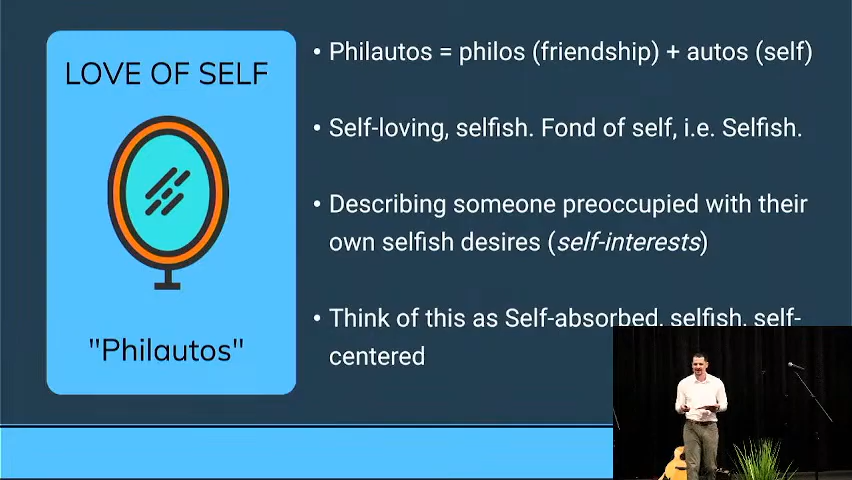 LOVE OF SELF
"Philautos"
• Philautos = philos (friendship) + autos (self)
• Self-loving, selfish. Fond of self, i.e. Selfish.
• Describing someone preoccupied with their
own selfish desires (self-interests)
• Think of this as Self-absorbed, selfish, self-
centered